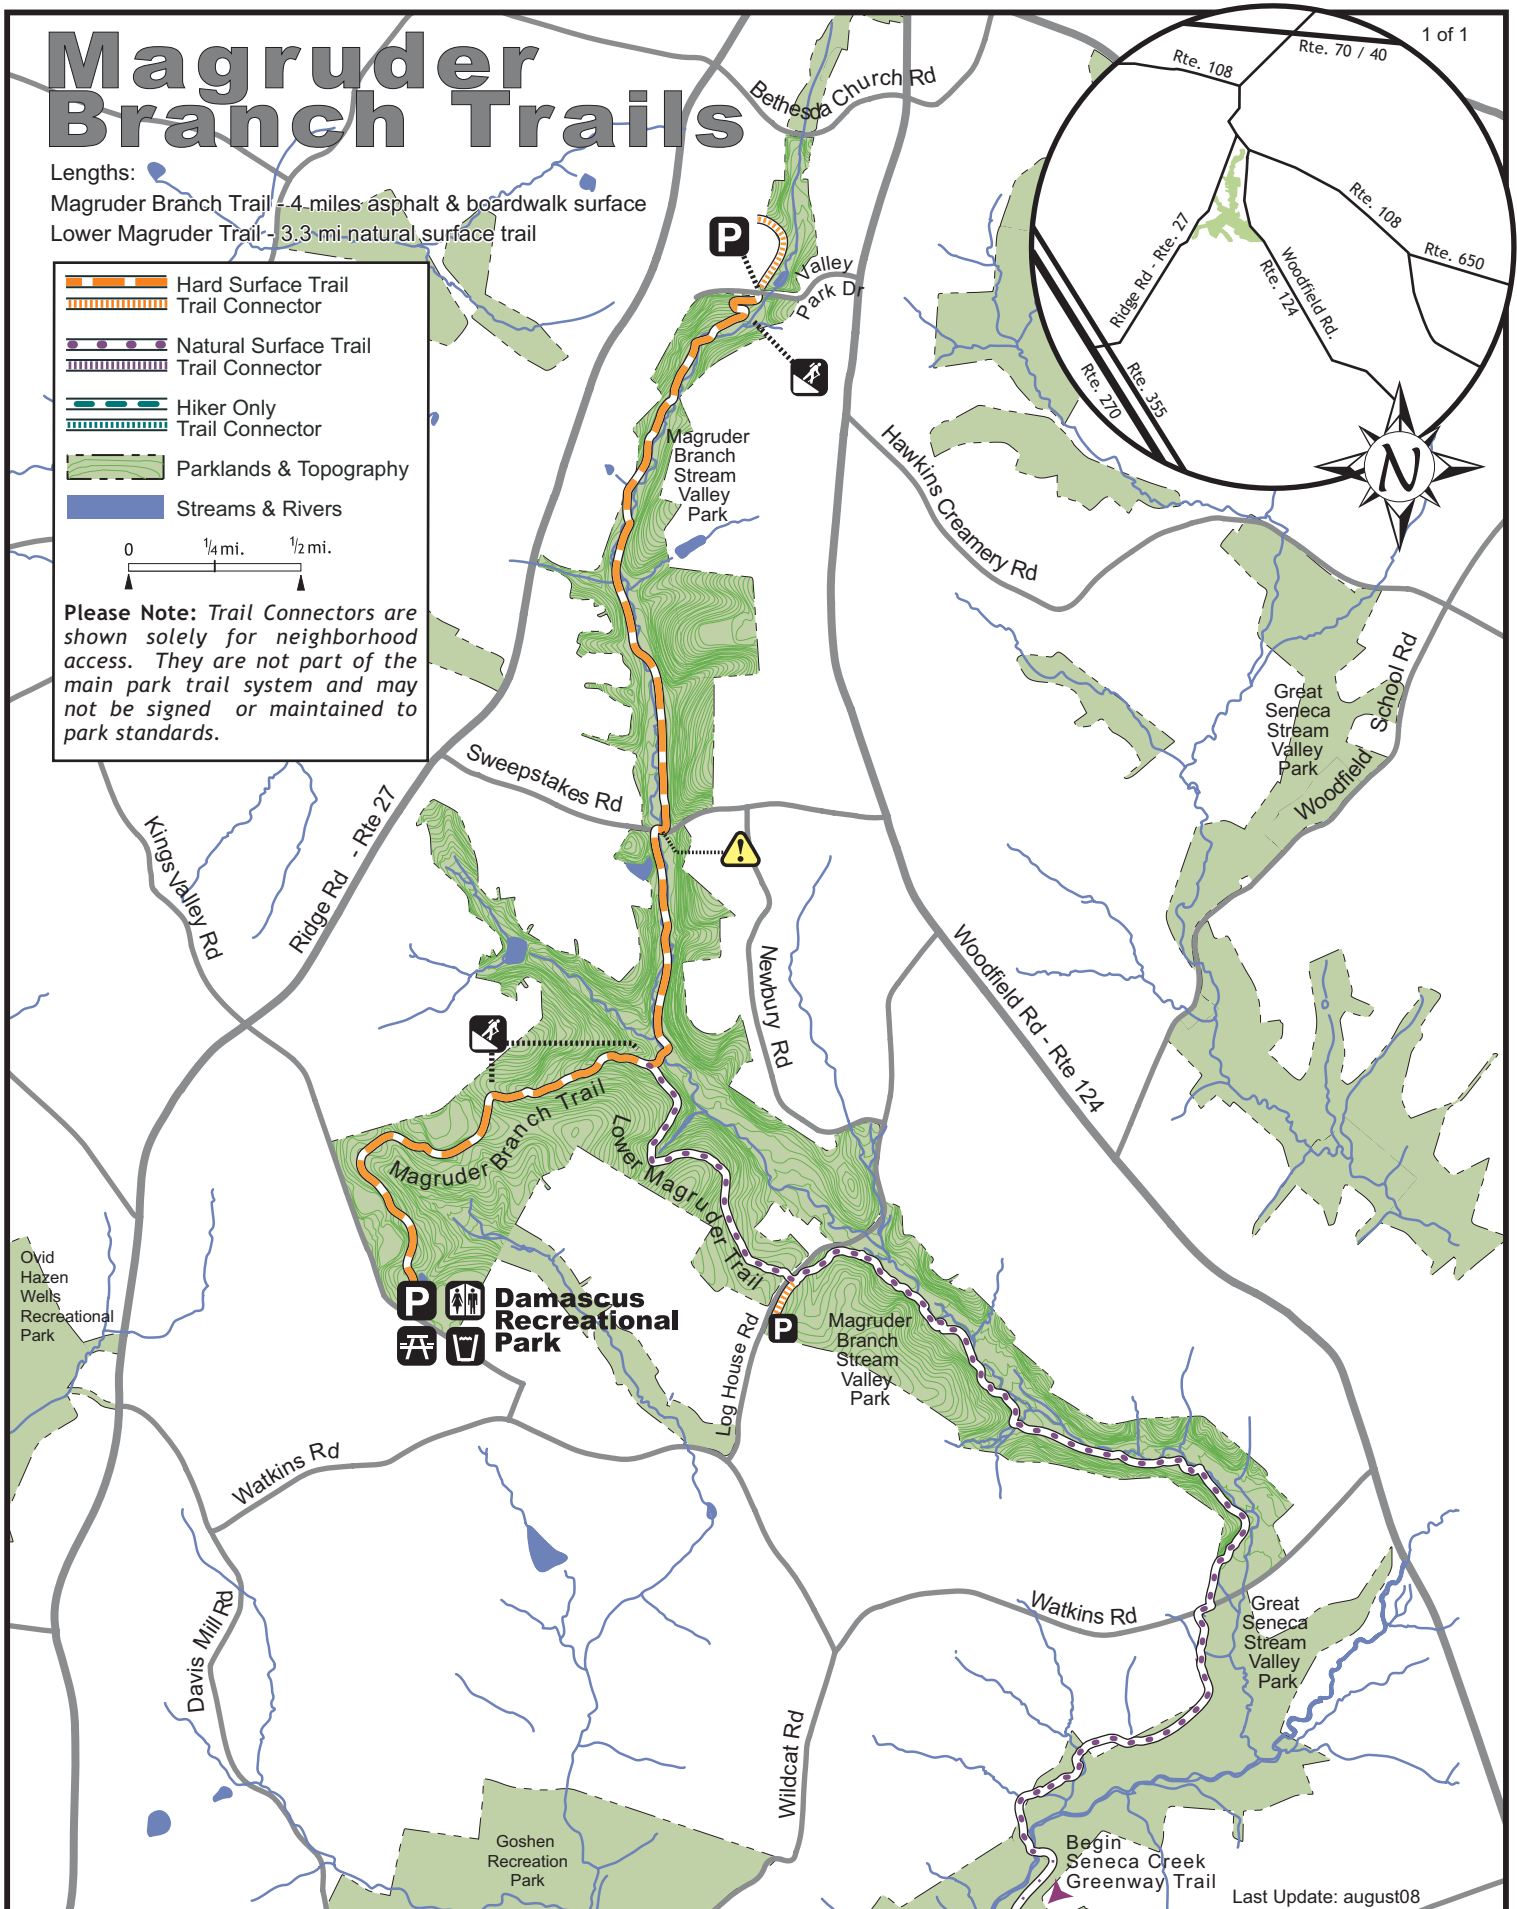 Magruder
Branch Trails
1 of 1
Lengths:
Magruder Branch Trail - 4 miles asphalt & boardwalk surface
Lower Magruder Trail - 3.3 mi natural surface trail
Hard Surface Trail
Trail Connector
Natural Surface Trail
Trail Connector
Hiker Only
Trail Connector
Parklands & Topography
Streams & Rivers
0
1/4 mi.
1/2 mi.
Please Note: Trail Connectors are
shown solely for neighborhood
access. They are not part of the
main park trail system and may
not be signed or maintained to
park standards.
Rte. 70 / 40
Rte. 108
Rte. 108
Rte. 650
Ridge Rd - Rte. 27
Woodfield Rd.
Rte. 124
Rte. 355
Rte. 270
N
Bethesda Church Rd
P
Valley
Park Dr
Magruder
Branch
Stream
Valley
Park
Hawkins Creamery Rd
Great
Seneca
Stream
Valley
Park
Woodfield School Rd
Sweepstakes Rd
!
Kings Valley Rd
Ridge Rd - Rte 27
Newbury Rd
Woodfield Rd - Rte 124
Magruder Branch Trail
Lower Magruder Trail
Ovid
Hazen
Wells
Recreational
Park
P
Damascus
Recreational
Park
Log House Rd
P
Magruder
Branch
Stream
Valley
Park
Watkins Rd
Davis Mill Rd
Watkins Rd
Great
Seneca
Stream
Valley
Park
Wildcat Rd
Goshen
Recreation
Park
Begin
Seneca Creek
Greenway Trail
Last Update: august08